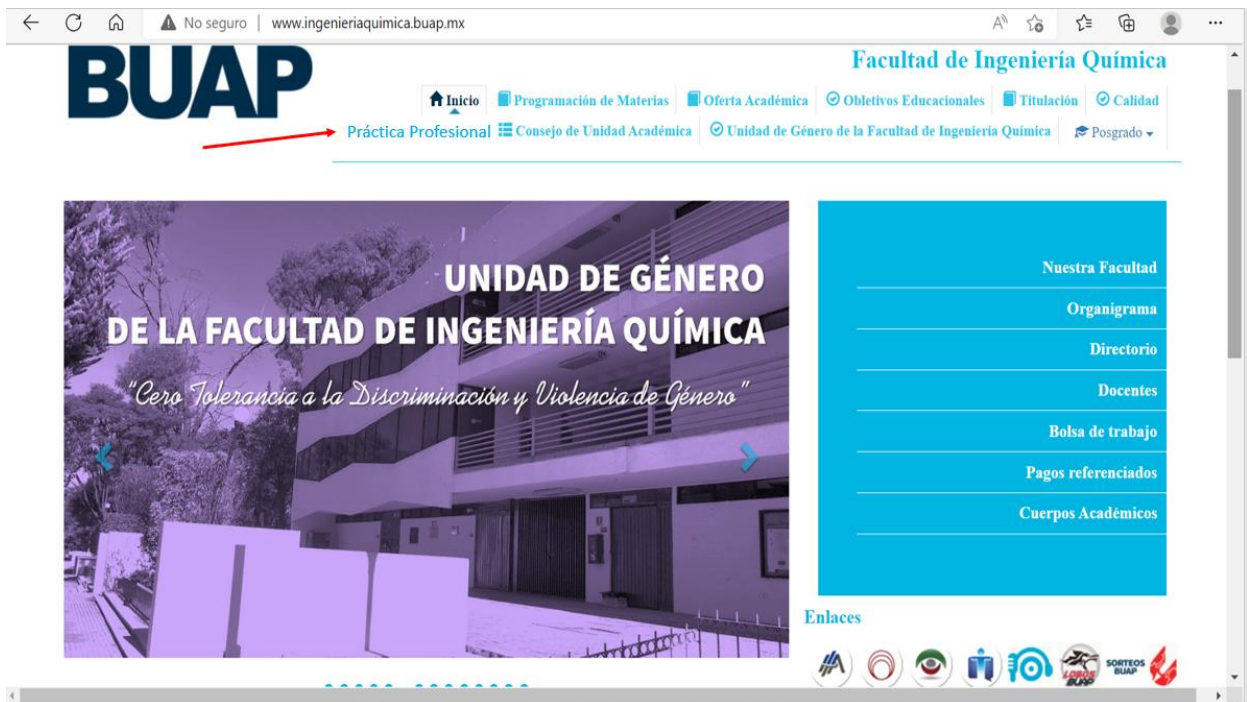 No seguro | www.ingenieriaquimica.buap.mx
BUAP
Facultad de Ingeniería Química
Inicio Programación de Materias Oferta Académica Obletivos Educacionales Titulación Calidad
Práctica Profesional Consejo de Unidad Académica Unidad de Género de la Facultad de Ingeniería Química Posgrado
UNIDAD DE GÉNERO
DE LA FACULTAD DE INGENIERÍA QUÍMICA
"Cero Tolerancia a la Discriminación y Violencia de Género"
Nuestra Facultad
Organigrama
Directorio
Docentes
Bolsa de trabajo
Pagos referenciados
Cuerpos Académicos
Enlaces
LOBOS BUAP
SORTEOS BUAP